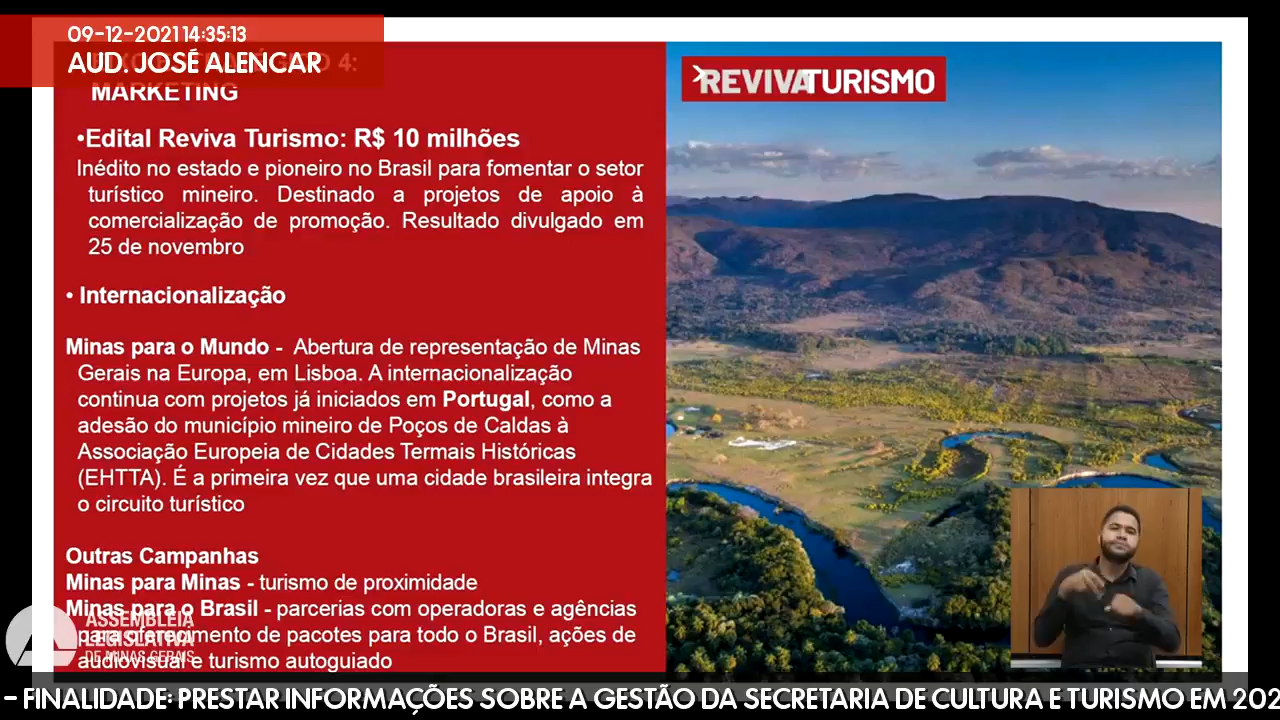 09-12-2021 14:35:13
AUD. JOSÉ ALENCAR
4:
MARKETING
REVIVATURISMO
•Edital Reviva Turismo: R$ 10 milhões
Inédito no estado e pioneiro no Brasil para fomentar o setor
turístico mineiro. Destinado a projetos de apoio à
comercialização de promoção. Resultado divulgado em
25 de novembro
• Internacionalização
Minas para o Mundo - Abertura de representação de Minas
Gerais na Europa, em Lisboa. A internacionalização
continua com projetos já iniciados em Portugal, como a
adesão do município mineiro de Poços de Caldas à
Associação Europeia de Cidades Termais Históricas
(EHTTA). É a primeira vez que uma cidade brasileira integra
o circuito turístico
Outras Campanhas
Minas para Minas - turismo de proximidade
Minas para o Brasil - parcerias com operadoras e agências
para oferecimento de pacotes para todo o Brasil, ações de
audiovisual e turismo autoguiado
ASSEMBLEIA
LEGISLATIVA
DE MINAS GERAIS
– FINALIDADE: PRESTAR INFORMAÇÕES SOBRE A GESTÃO DA SECRETARIA DE CULTURA E TURISMO EM 202